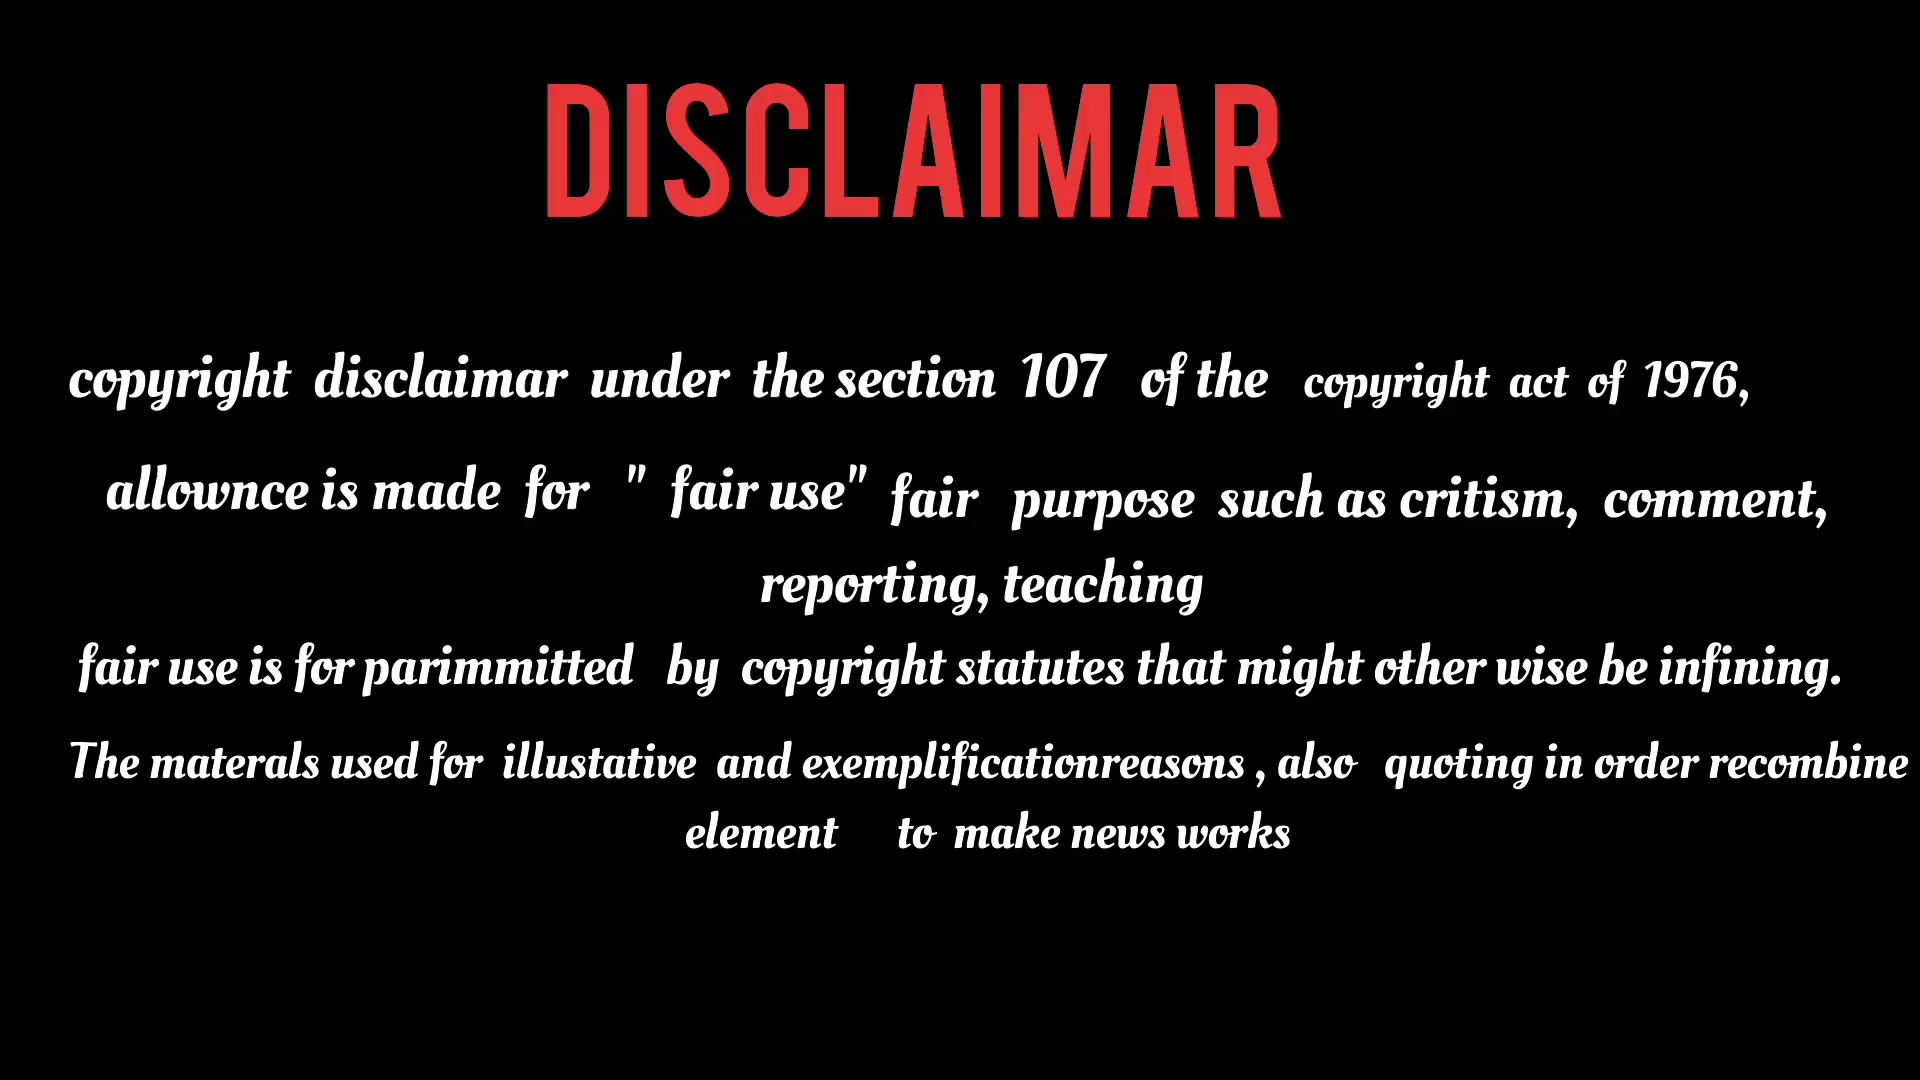 DISCLAIMAR
copyright disclaimar under the section 107 of the copyright act of 1976,
allownce is made for " fair use" fair purpose such as critism, comment,
reporting, teaching
fair use is for parimmitted by copyright statutes that might other wise be infining.
The materals used for illustative and exemplificationreasons , also quoting in order recombine
element to make news works